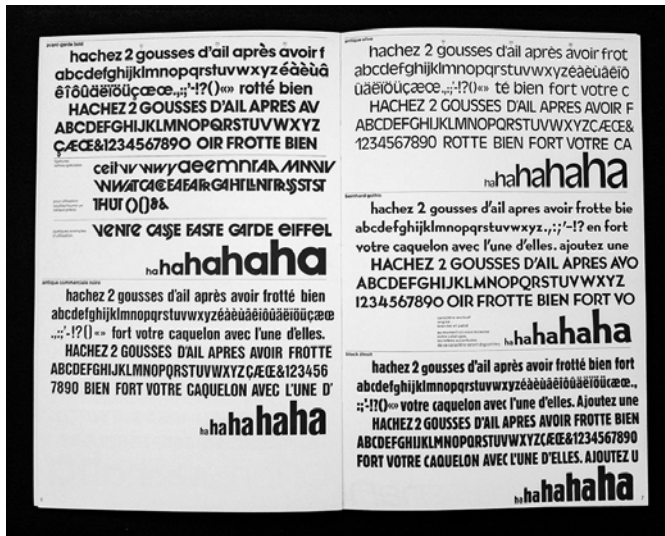 avant garde bold
hachez 2 gousses d'ail après avoir f
abcdefghijklmnopqrstuvwxyzéàèùâ
êîôûäëïöüçæœ.,:;'-!?()«» rotté bien
HACHEZ 2 GOUSSES D'AIL APRES AV
ABCDEFGHIJKLMNOPQRSTUVWXYZ
ÇÆŒ&1234567890 OIR FROTTE BIEN
VENTE CASSE FASTE GARDE EIFFEL
hahahahaha
antique commerciale noire
hachez 2 gousses d'ail après avoir frotté bien
abcdefghijklmnopqrstuvwxyzéàèùâêîôûäëïöüçæœ
.,:;'-!?()«» fort votre caquelon avec l'une d'elles.
HACHEZ 2 GOUSSES D'AIL APRES AVOIR FROTTE
ABCDEFGHIJKLMNOPQRSTUVWXYZÇÆŒ&123456
7890 BIEN FORT VOTRE CAQUELON AVEC L'UNE D'
hahahahaha
antique olive
hachez 2 gousses d'ail après avoir frot
abcdefghijklmnopqrstuvwxyzéàèùâêîô
ûäëïöüçæœ.,:;'-!?()«» té bien fort votre c
HACHEZ 2 GOUSSES D'AIL APRES AVOIR F
ABCDEFGHIJKLMNOPQRSTUVWXYZÇÆŒ&
1234567890 ROTTE BIEN FORT VOTRE CA
hahahahaha
bernhard gothic
hachez 2 gousses d'ail apres avoir frotte bie
abcdefghijklmnopqrstuvwxyz.,:;'-!? en fort
votre caquelon avec l'une d'elles. ajoutez une
HACHEZ 2 GOUSSES D'AIL APRES AVO
ABCDEFGHIJKLMNOPQRSTUVWXYZ
1234567890 OIR FROTTE BIEN FORT VO
hahahahaha
block étroit
hachez 2 gousses d'ail après avoir frotté bien fort
abcdefghijklmnopqrstuvwxyzéàèùâêîôûäëïöüçæœ.,
:;'-!?()«» votre caquelon avec l'une d'elles. Ajoutez une
HACHEZ 2 GOUSSES D'AIL APRES AVOIR FROTTE BIEN
ABCDEFGHIJKLMNOPQRSTUVWXYZÇÆŒ&1234567890
FORT VOTRE CAQUELON AVEC L'UNE D'ELLES. AJOUTEZ U
hahahahaha